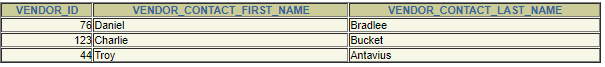 VENDOR_ID VENDOR_CONTACT_FIRST_NAME VENDOR_CONTACT_LAST_NAME
76 Daniel Bradlee
123 Charlie Bucket
44 Troy Antavius